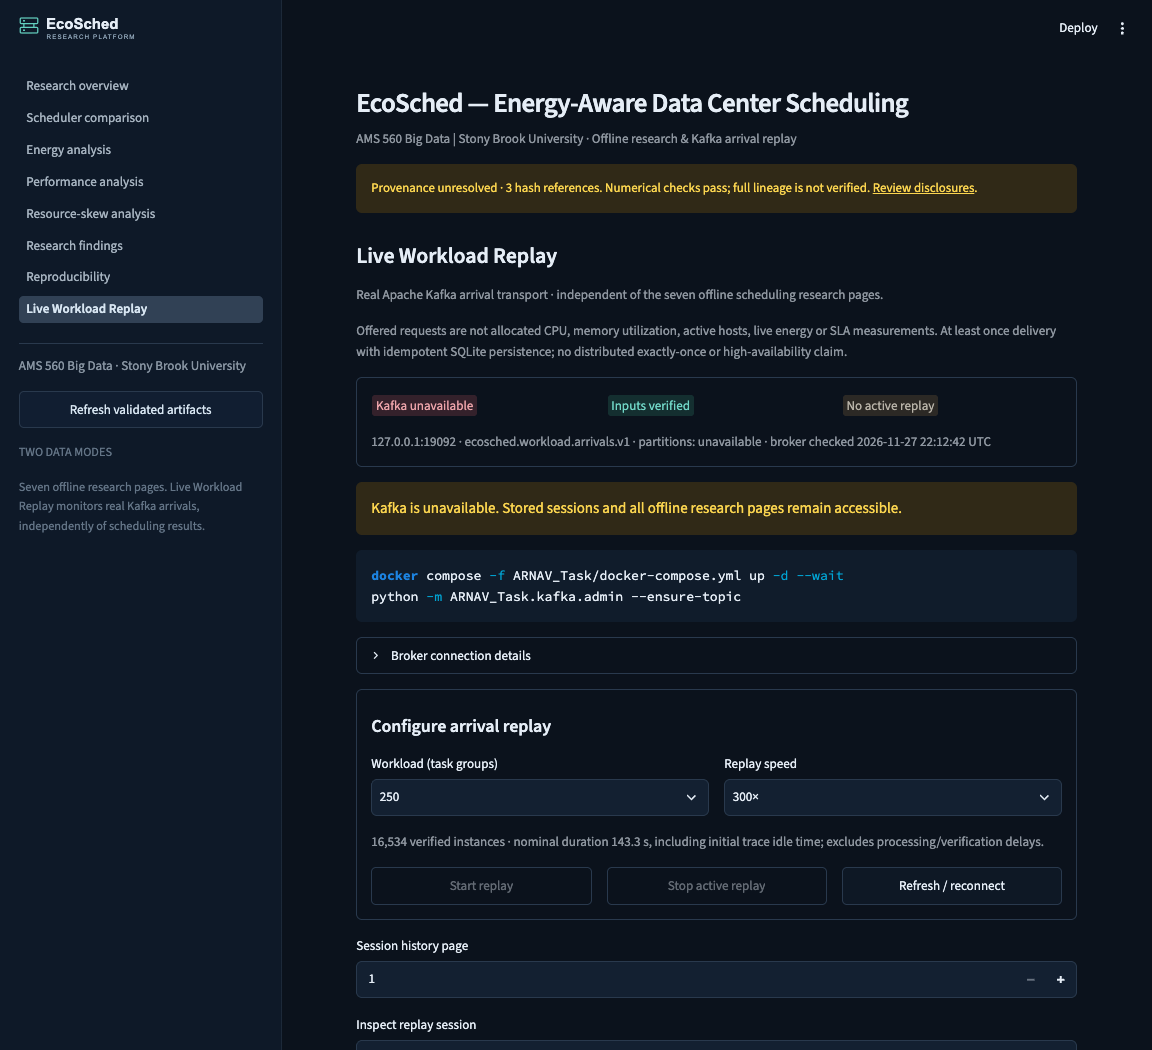 EcoSched
RESEARCH PLATFORM
Research overview
Scheduler comparison
Energy analysis
Performance analysis
Resource-skew analysis
Research findings
Reproducibility
Live Workload Replay
AMS 560 Big Data · Stony Brook University
Refresh validated artifacts
TWO DATA MODES
Seven offline research pages. Live Workload
Replay monitors real Kafka arrivals,
independently of scheduling results.
Deploy
EcoSched — Energy-Aware Data Center Scheduling
AMS 560 Big Data | Stony Brook University · Offline research & Kafka arrival replay
Provenance unresolved · 3 hash references. Numerical checks pass; full lineage is not verified. Review disclosures.
Live Workload Replay
Real Apache Kafka arrival transport · independent of the seven offline scheduling research pages.
Offered requests are not allocated CPU, memory utilization, active hosts, live energy or SLA measurements. At least once delivery
with idempotent SQLite persistence; no distributed exactly-once or high-availability claim.
Kafka unavailable
Inputs verified
No active replay
127.0.0.1:19092 · ecosched.workload.arrivals.v1 · partitions: unavailable · broker checked 2026-11-27 22:12:42 UTC
Kafka is unavailable. Stored sessions and all offline research pages remain accessible.
docker compose -f ARNAV_Task/docker-compose.yml up -d --wait
python -m ARNAV_Task.kafka.admin --ensure-topic
Broker connection details
Configure arrival replay
Workload (task groups)
Replay speed
250
300×
16,534 verified instances · nominal duration 143.3 s, including initial trace idle time; excludes processing/verification delays.
Start replay
Stop active replay
Refresh / reconnect
Session history page
1
Inspect replay session